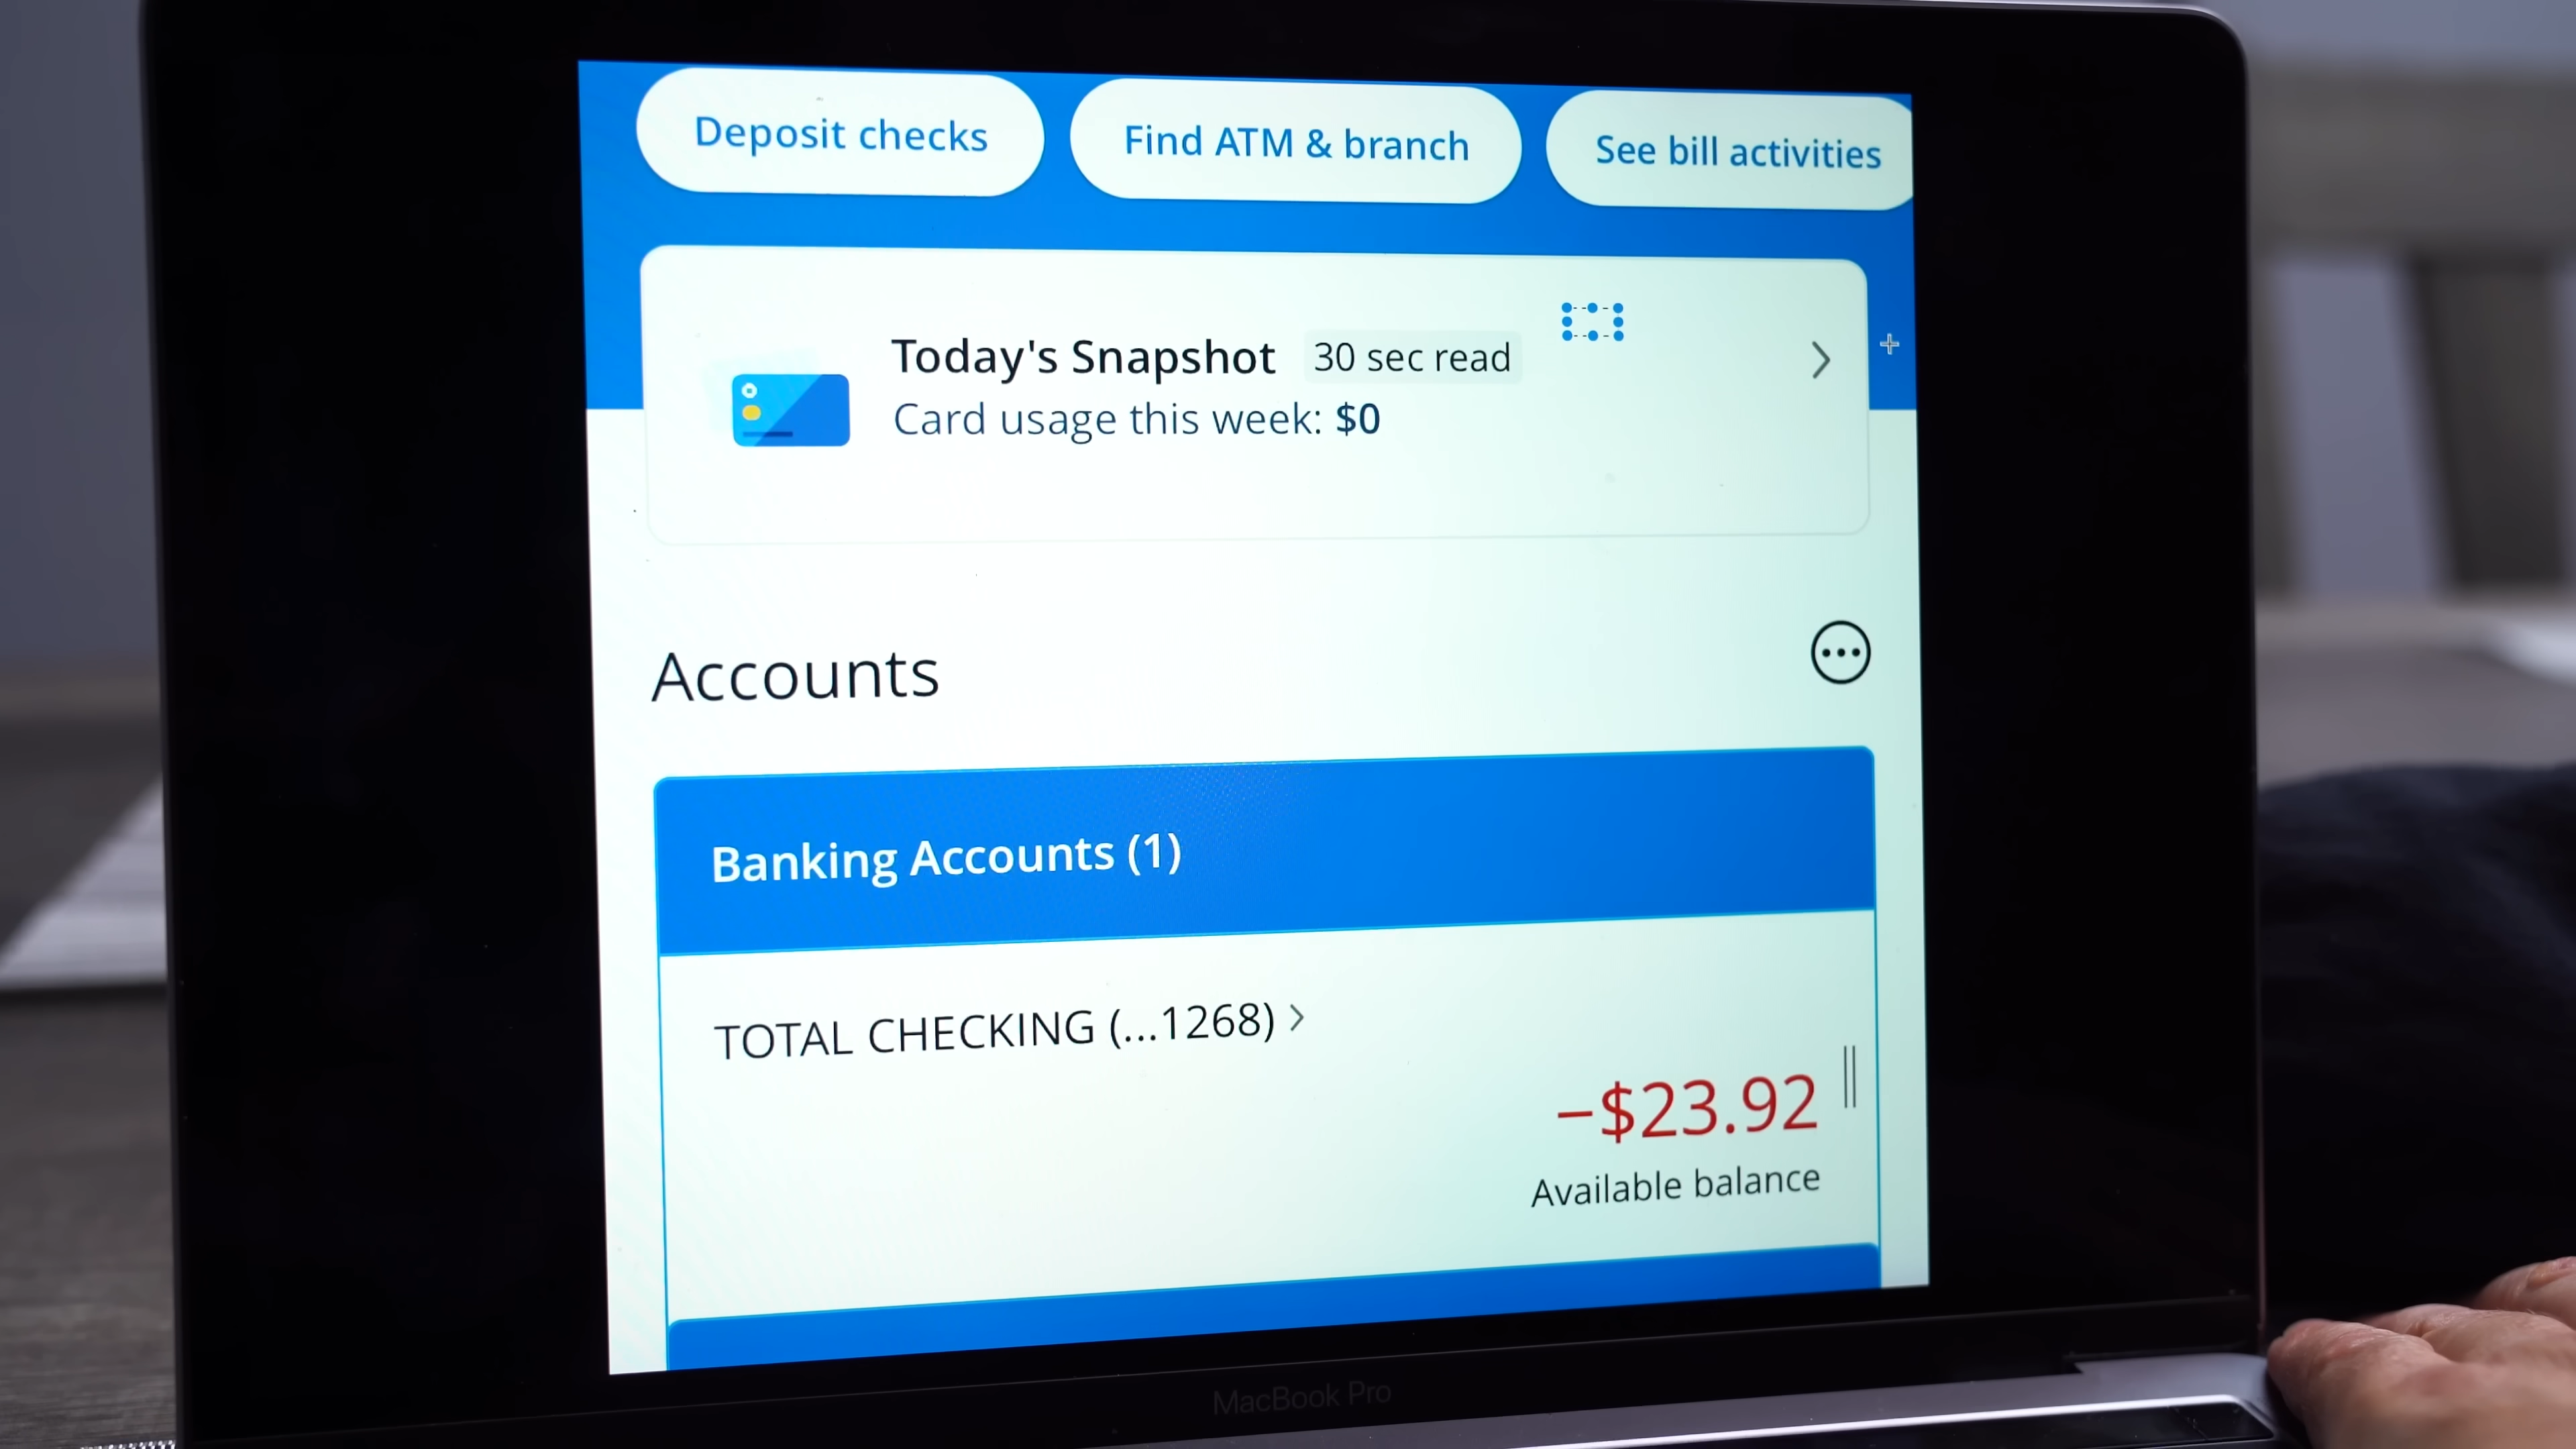 Deposit checks
Find ATM & branch
See bill activities
Today's Snapshot 30 sec read
Card usage this week: $0
Accounts
Banking Accounts (1)
TOTAL CHECKING (...1268)
–$23.92
Available balance
MacBook Pro